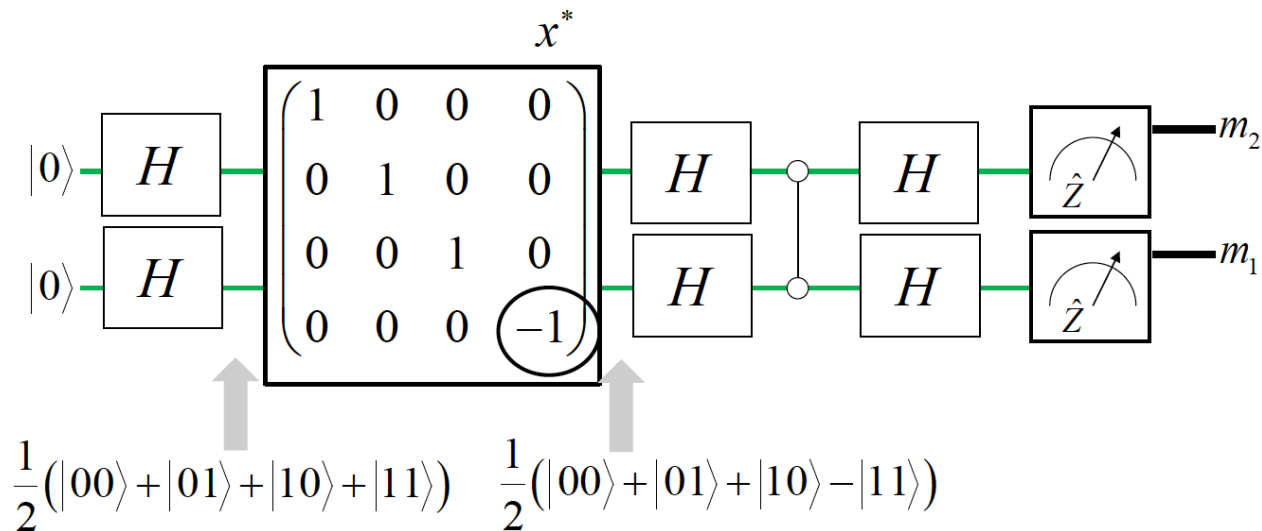 x*
|0⟩ H ( 1 0 0 0 ) H H Ẑ m₂
0 1 0 0
|0⟩ H 0 0 1 0 H H Ẑ m₁
0 0 0 −1
1/2(|00⟩+|01⟩+|10⟩+|11⟩) 1/2(|00⟩+|01⟩+|10⟩−|11⟩)